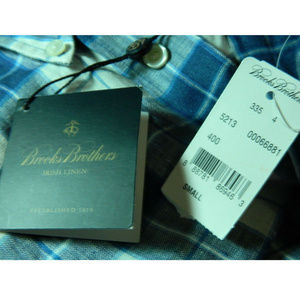 Brooks Brothers
IRISH LINEN
ESTABLISHED 1818
Brooks Brothers
335 4
5213
00066881
400
SMALL